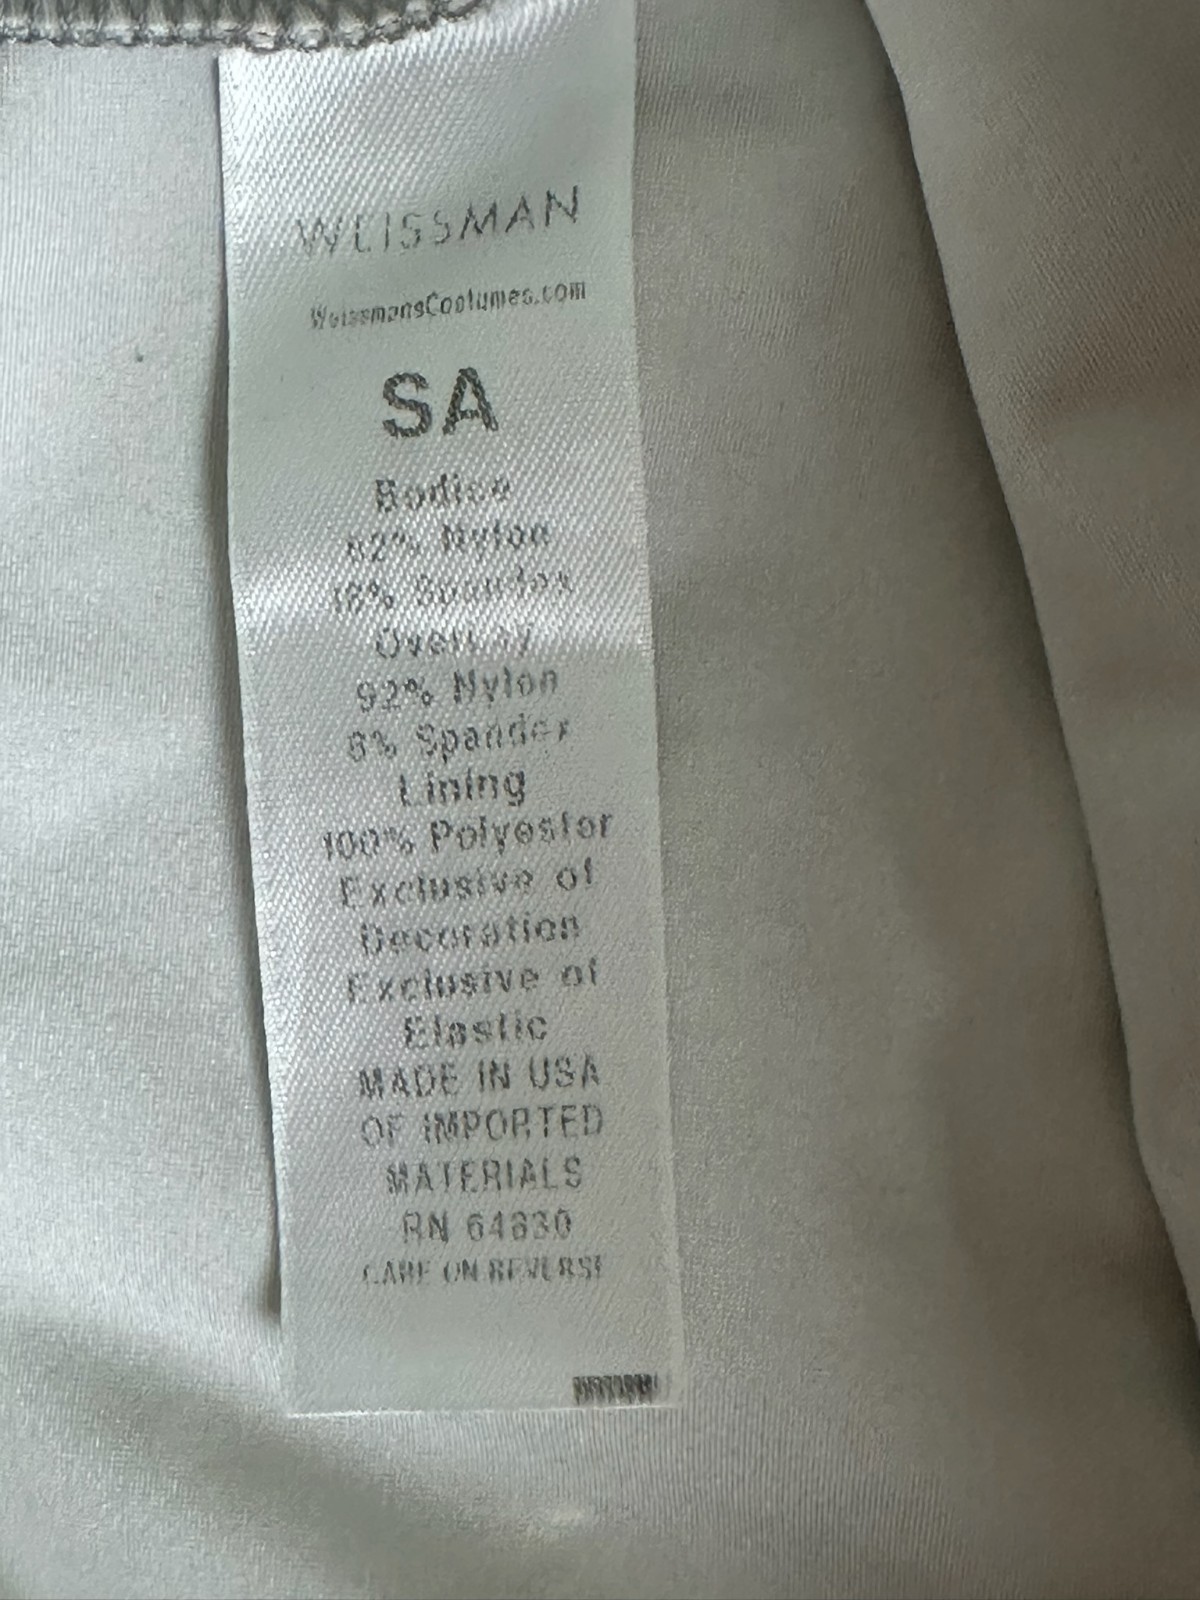 WEISSMAN
WeissmansCostumes.com
SA
Bodice
82% Nylon
18% Spandex
Overlay
92% Nylon
8% Spandex
Lining
100% Polyester
Exclusive of
Decoration
Exclusive of
Elastic
MADE IN USA
OF IMPORTED
MATERIALS
RN 64830
CARE ON REVERSE